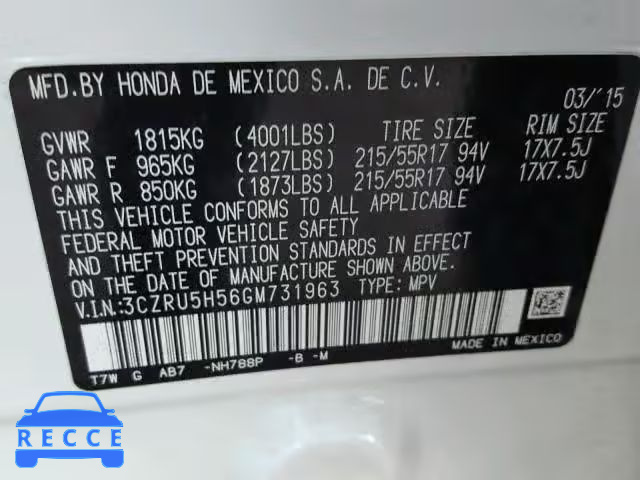 MFD.BY HONDA DE MEXICO S.A. DE C.V.
03/'15
GVWR 1815KG (4001LBS) TIRE SIZE RIM SIZE
GAWR F 965KG (2127LBS) 215/55R17 94V 17X7.5J
GAWR R 850KG (1873LBS) 215/55R17 94V 17X7.5J
THIS VEHICLE CONFORMS TO ALL APPLICABLE
FEDERAL MOTOR VEHICLE SAFETY
AND THEFT PREVENTION STANDARDS IN EFFECT
ON THE DATE OF MANUFACTURE SHOWN ABOVE.
V.I.N.:3CZRU5H56GM731963 TYPE: MPV
MADE IN MEXICO
T7W G AB7 -NH788P -B -M
RECCE